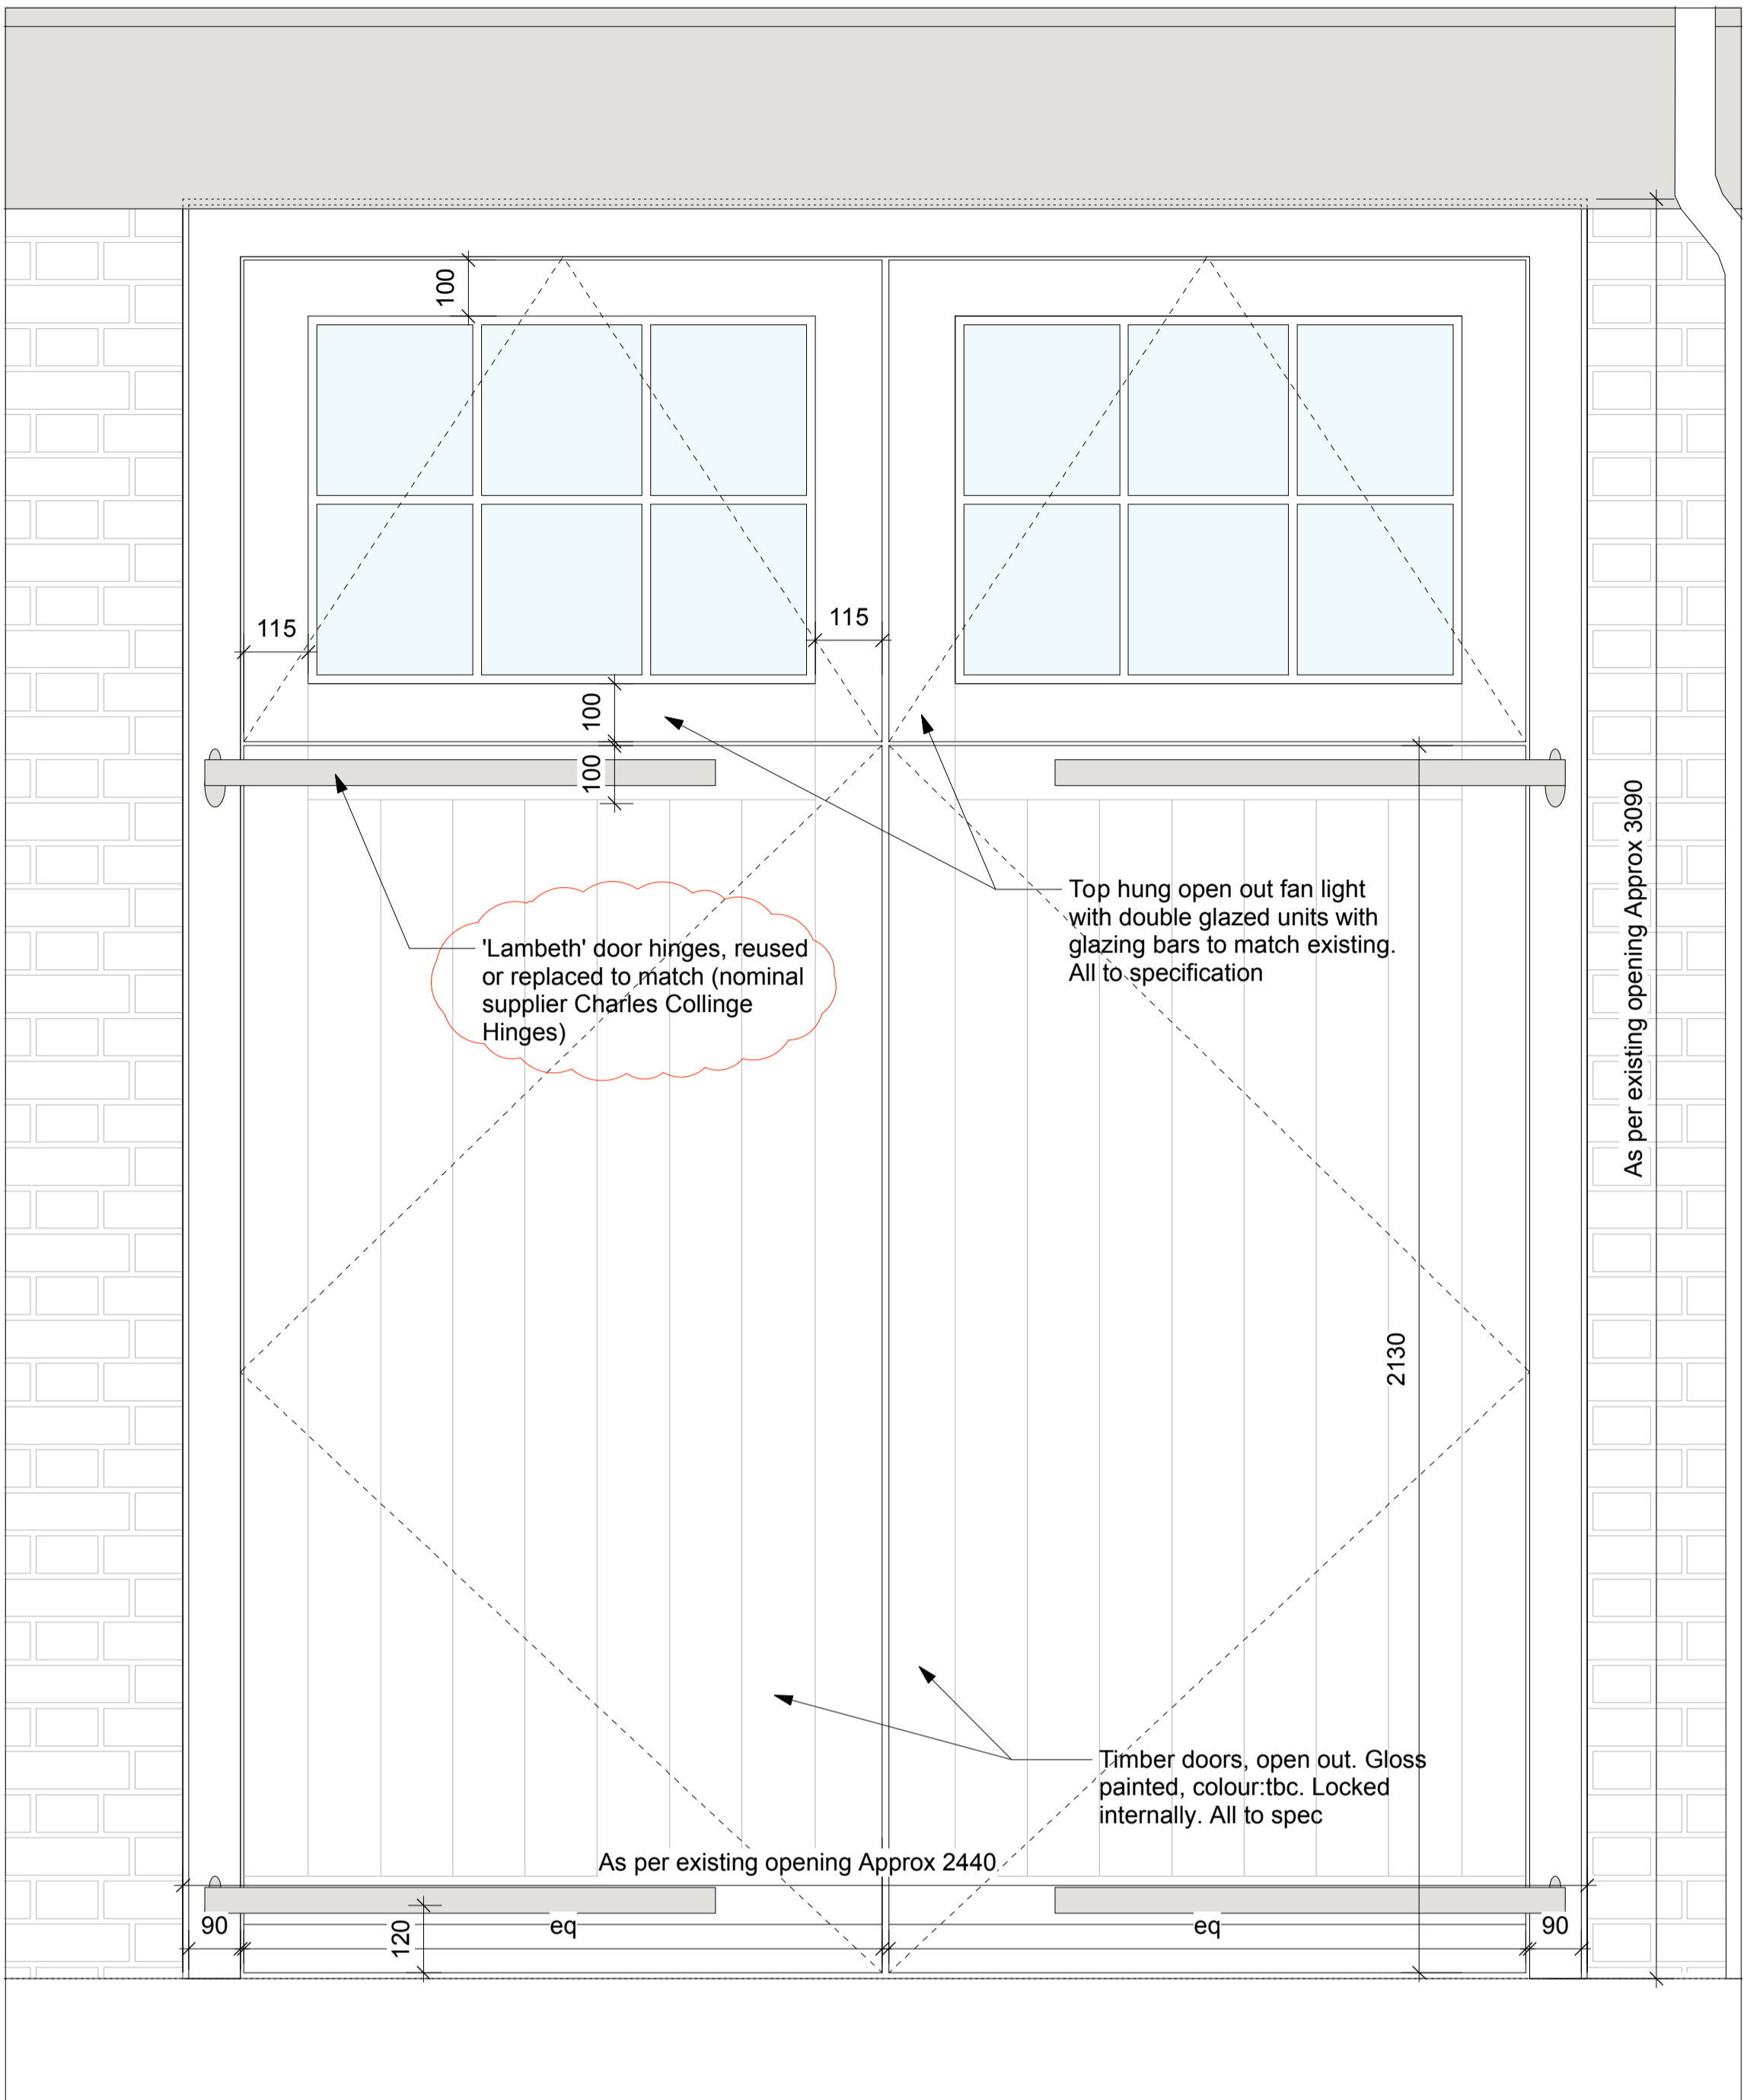 100
115
115
100
100
Top hung open out fan light
with double glazed units with
glazing bars to match existing.
All to specification
'Lambeth' door hinges, reused
or replaced to match (nominal
supplier Charles Collinge
Hinges)
As per existing opening Approx 3090
2130
Timber doors, open out. Gloss
painted, colour:tbc. Locked
internally. All to spec
As per existing opening Approx 2440
90
120
eq
eq
90